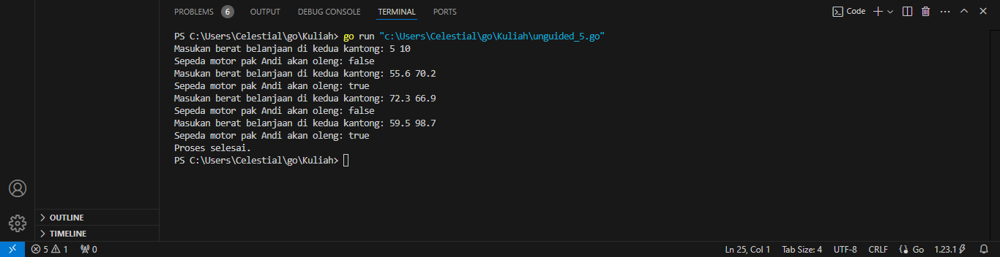 PROBLEMS 6 OUTPUT DEBUG CONSOLE TERMINAL PORTS Code
PS C:\Users\Celestial\go\Kuliah> go run "c:\Users\Celestial\go\Kuliah\unguided_5.go"
Masukan berat belanjaan di kedua kantong: 5 10
Sepeda motor pak Andi akan oleng: false
Masukan berat belanjaan di kedua kantong: 55.6 70.2
Sepeda motor pak Andi akan oleng: true
Masukan berat belanjaan di kedua kantong: 72.3 66.9
Sepeda motor pak Andi akan oleng: false
Masukan berat belanjaan di kedua kantong: 59.5 98.7
Sepeda motor pak Andi akan oleng: true
Proses selesai.
PS C:\Users\Celestial\go\Kuliah>
OUTLINE
TIMELINE
5 1 0 Ln 25, Col 1 Tab Size: 4 UTF-8 CRLF Go 1.23.1